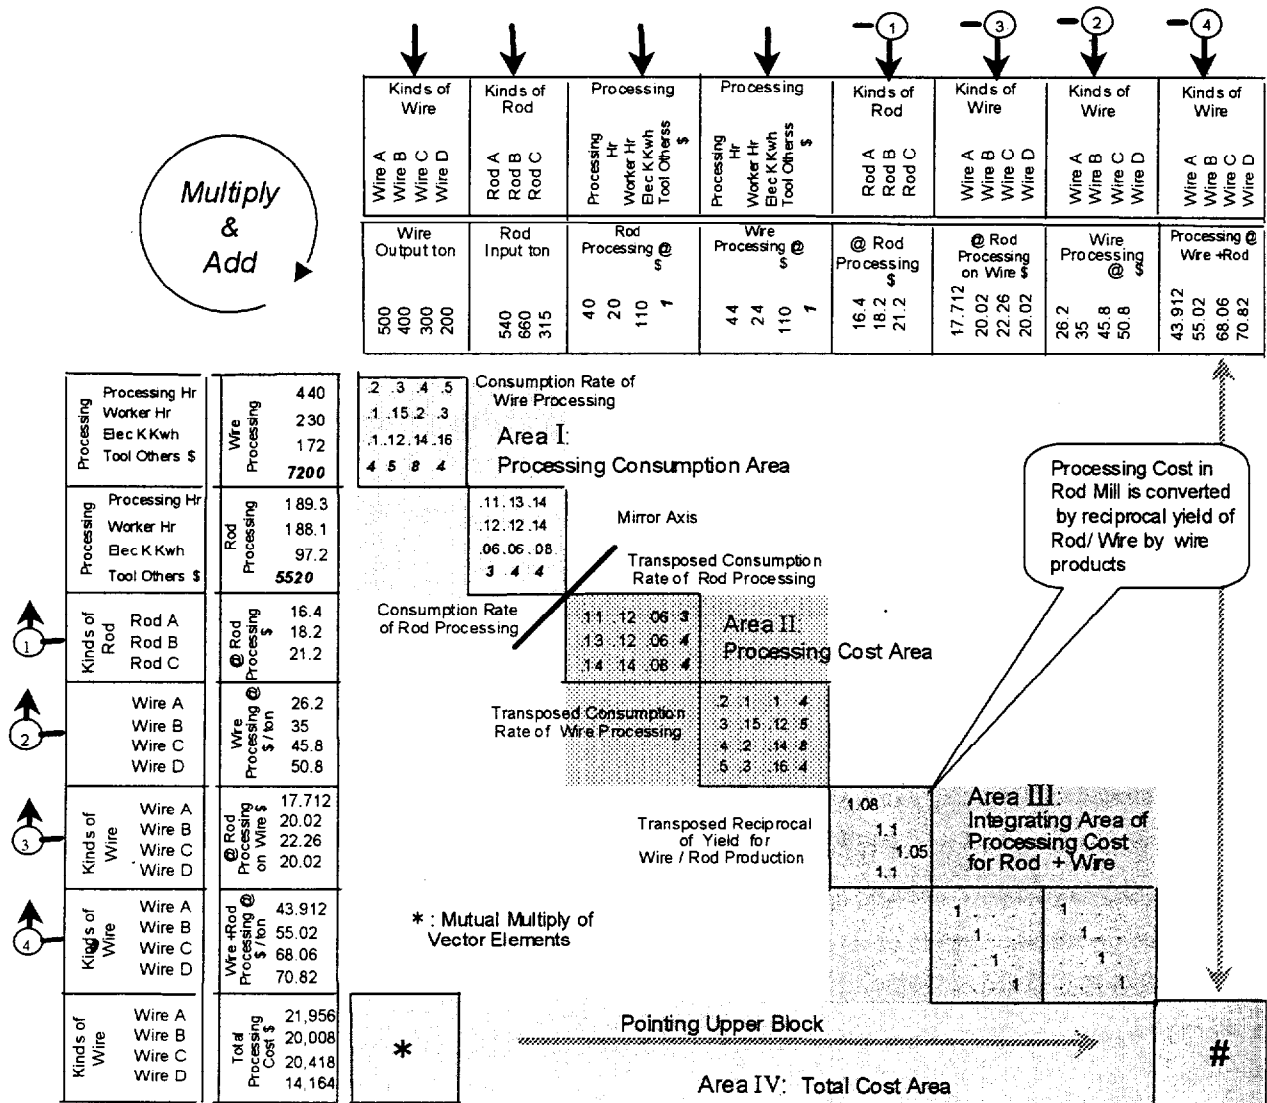 1
3
2
4
Kinds of
Wire
Wire A
Wire B
Wire C
Wire D
Kinds of
Rod
Rod A
Rod B
Rod C
Processing
Processing
Hr
Worker Hr
Elec K Kwh
Tool Otherss
$
Processing
Processing
Hr
Worker Hr
Elec K Kwh
Tool Otherss
$
Kinds of
Rod
Rod A
Rod B
Rod C
Kinds of
Wire
Wire A
Wire B
Wire C
Wire D
Kinds of
Wire
Wire A
Wire B
Wire C
Wire D
Kinds of
Wire
Wire A
Wire B
Wire C
Wire D
Multiply
&
Add
Wire
Output ton
500
400
300
200
Rod
Input ton
540
660
315
Rod
Processing @
$
40
20
110
1
Wire
Processing @
$
44
24
110
1
@ Rod
Processing
$
16.4
18.2
21.2
@ Rod
Processing
on Wire $
17.712
20.02
22.26
20.02
Wire
Processing
@ $
26.2
35
45.8
50.8
Processing @
Wire +Rod
43.912
55.02
68.06
70.82
Processing
Processing Hr
Worker Hr
Elec K Kwh
Tool Others $
Wire
Processing
440
230
172
7200
.2 .3 .4 .5
.1 .15 .2 .3
.1 .12 .14 .16
4 5 8 4
Consumption Rate of
Wire Processing
Area I:
Processing Consumption Area
Processing
Processing Hr
Worker Hr
Elec K Kwh
Tool Others $
Rod
Processing
189.3
188.1
97.2
5520
.11 .13 .14
.12 .12 .14
.06 .06 .08
3 4 4
Mirror Axis
Transposed Consumption
Rate of Rod Processing
Consumption Rate
of Rod Processing
Processing Cost in
Rod Mill is converted
by reciprocal yield of
Rod/ Wire by wire
products
1
Kinds of
Rod
Rod A
Rod B
Rod C
@ Rod
Processing
$
16.4
18.2
21.2
.11 .12 .06 3
.13 .12 .06 4
.14 .14 .08 4
Area II:
Processing Cost Area
2
Wire A
Wire B
Wire C
Wire D
Wire
Processing @
$ / ton
26.2
35
45.8
50.8
Transposed Consumption
Rate of Wire Processing
.2 .1 .1 4
.3 .15 .12 5
.4 .2 .14 8
.5 .3 .16 4
3
Kinds of
Wire
Wire A
Wire B
Wire C
Wire D
@ Rod
Processing
on Wire $
17.712
20.02
22.26
20.02
Transposed Reciprocal
of Yield for
Wire / Rod Production
1.08
1.1
1.05
1.1
Area III:
Integrating Area of
Processing Cost
for Rod + Wire
4
Kinds of
Wire
Wire A
Wire B
Wire C
Wire D
Wire +Rod
Processing @
$ /ton
43.912
55.02
68.06
70.82
* : Mutual Multiply of
Vector Elements
1 . . .
. 1 . .
. . 1 .
. . . 1
1 . . .
. 1 . .
. . 1 .
. . . 1
Kinds of
Wire
Wire A
Wire B
Wire C
Wire D
Total
Processing
Cost $
21,956
20,008
20,418
14,164
*
Pointing Upper Block
Area IV: Total Cost Area
#